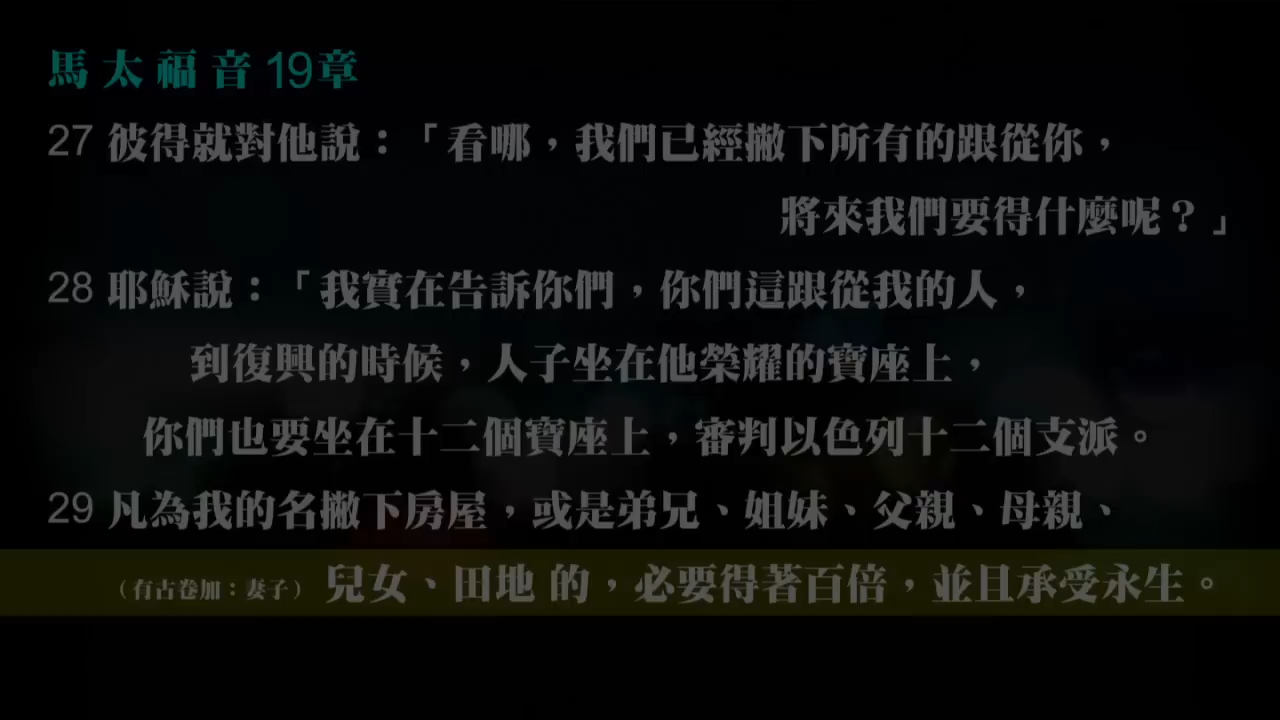 馬太福音19章
27 彼得就對他說：「看哪，我們已經撇下所有的跟從你，
將來我們要得什麼呢？」
28 耶穌說：「我實在告訴你們，你們這跟從我的人，
到復興的時候，人子坐在他榮耀的寶座上，
你們也要坐在十二個寶座上，審判以色列十二個支派。
29 凡為我的名撇下房屋，或是弟兄、姐妹、父親、母親、
（有古卷加：妻子）兒女、田地 的，必要得著百倍，並且承受永生。